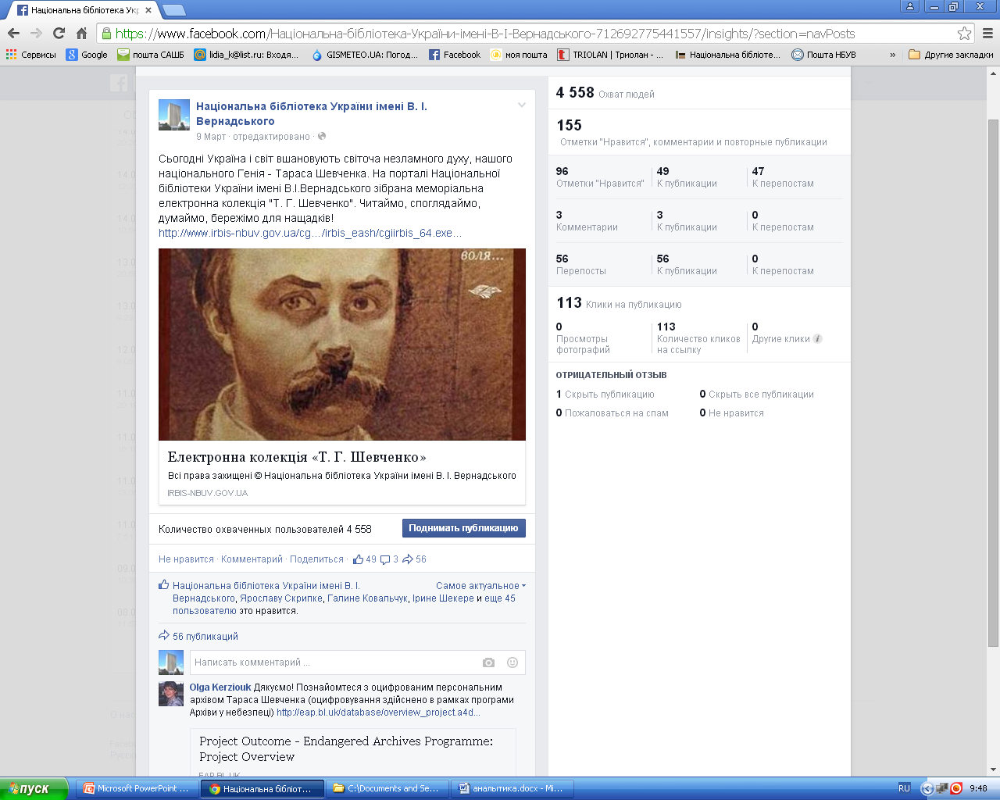 Національна бібліотека Укр
https://www.facebook.com/Національна-бібліотека-України-імені-В-І-Вернадського-712692775441557/insights/?section=navPosts
Сервисы
Google
пошта САШБ
lidia_k@list.ru: Входя...
GISMETEO.UA: Погод...
Facebook
моя пошта
TRIOLAN | Триолан - ...
Національна бібліоте...
Пошта НБУВ
»
Другие закладки
Національна бібліотека України імені В. І.
Вернадського
9 Март · отредактировано ·
Сьогодні Україна і світ вшановують світоча незламного духу, нашого
національного Генія - Тараса Шевченка. На порталі Національної
бібліотеки України імені В.І.Вернадського зібрана меморіальна
електронна колекція "Т. Г. Шевченко". Читаймо, споглядаймо,
думаймо, бережімо для нащадків!
http://www.irbis-nbuv.gov.ua/cg.../irbis_eash/cgiirbis_64.exe...
воля...
Електронна колекція «Т. Г. Шевченко»
Всі права захищені © Національна бібліотека України імені В. І. Вернадського
IRBIS-NBUV.GOV.UA
Количество охваченных пользователей 4 558
Поднимать публикацию
Не нравится · Комментарий · Поделиться · 49 3 56
Національна бібліотека України імені В. І.
Самое актуальное
Вернадського, Ярославу Скрипке, Галине Ковальчук, Ірине Шекере и еще 45
пользователю это нравится.
56 публикаций
Написать комментарий ...
Olga Kerziouk Дякуємо! Познайомтеся з оцифрованим персональним
архівом Тараса Шевченка (оцифровування здійснено в рамках програми
Архіви у небезпеці) http://eap.bl.uk/database/overview_project.a4d...
Project Outcome - Endangered Archives Programme:
Project Overview
EAP.BL.UK
4 558 Охват людей
155
Отметки "Нравится", комментарии и повторные публикации
96 49 47
Отметки "Нравится" К публикации К перепостам
3 3 0
Комментарии К публикации К перепостам
56 56 0
Перепосты К публикации К перепостам
113 Клики на публикацию
0 113 0
Просмотры Количество кликов Другие клики
фотографий на ссылку
ОТРИЦАТЕЛЬНЫЙ ОТЗЫВ
1 Скрыть публикацию 0 Скрыть все публикации
0 Пожаловаться на спам 0 Не нравится
пуск
Microsoft PowerPoint ...
Національна бібліот...
C:\Documents and Se...
аналытика.docx - Mi...
RU
9:48